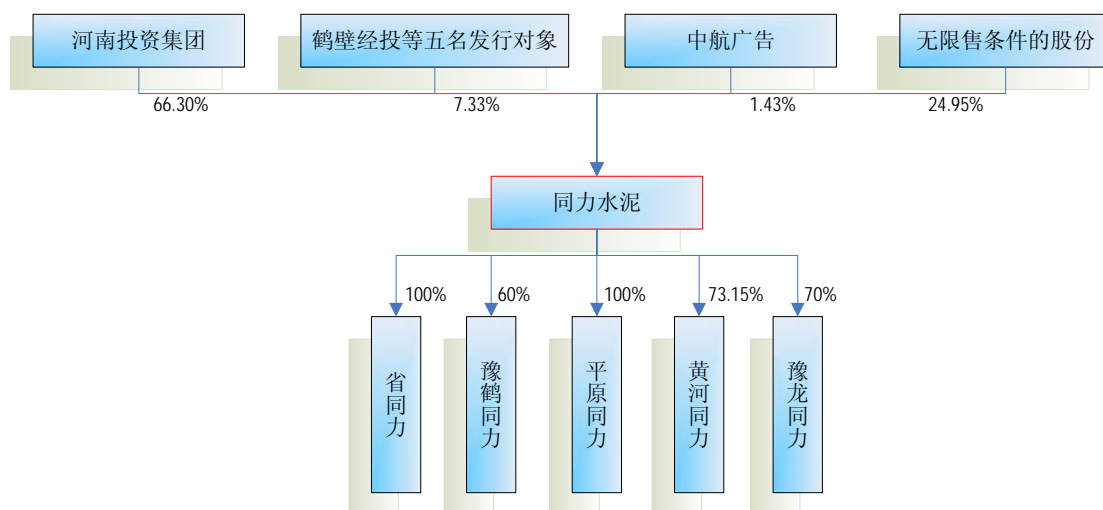 河南投资集团
鹤壁经投等五名发行对象
中航广告
无限售条件的股份
66.30%
7.33%
1.43%
24.95%
同力水泥
100%
60%
100%
73.15%
70%
省同力
豫鹤同力
平原同力
黄河同力
豫龙同力